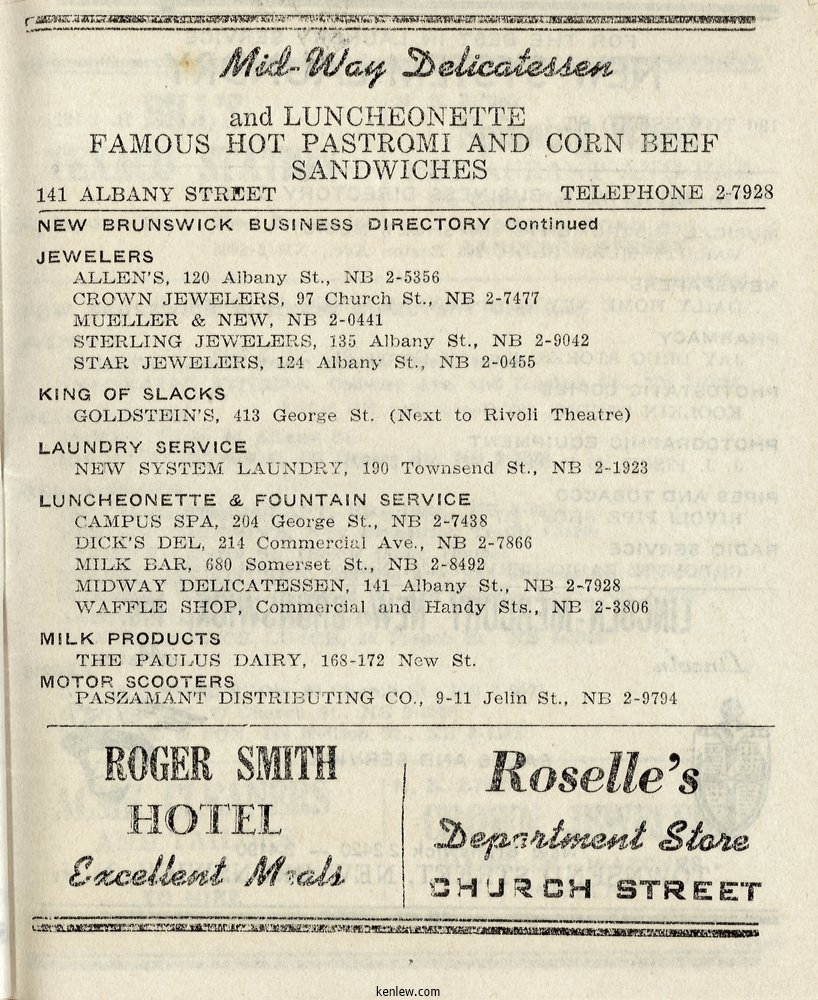 Mid-Way Delicatessen
and LUNCHEONETTE
FAMOUS HOT PASTROMI AND CORN BEEF
SANDWICHES
141 ALBANY STREET TELEPHONE 2-7928
NEW BRUNSWICK BUSINESS DIRECTORY Continued
JEWELERS
ALLEN'S, 120 Albany St., NB 2-5356
CROWN JEWELERS, 97 Church St., NB 2-7477
MUELLER & NEW, NB 2-0441
STERLING JEWELERS, 135 Albany St., NB 2-9042
STAR JEWELERS, 124 Albany St., NB 2-0455
KING OF SLACKS
GOLDSTEIN'S, 413 George St. (Next to Rivoli Theatre)
LAUNDRY SERVICE
NEW SYSTEM LAUNDRY, 190 Townsend St., NB 2-1923
LUNCHEONETTE & FOUNTAIN SERVICE
CAMPUS SPA, 204 George St., NB 2-7438
DICK'S DEL, 214 Commercial Ave., NB 2-7866
MILK BAR, 680 Somerset St., NB 2-8492
MIDWAY DELICATESSEN, 141 Albany St., NB 2-7928
WAFFLE SHOP, Commercial and Handy Sts., NB 2-3806
MILK PRODUCTS
THE PAULUS DAIRY, 168-172 New St.
MOTOR SCOOTERS
PASZAMANT DISTRIBUTING CO., 9-11 Jelin St., NB 2-9794
ROGER SMITH
HOTEL
Excellent Meals
Roselle's
Department Store
CHURCH STREET
kenlew.com